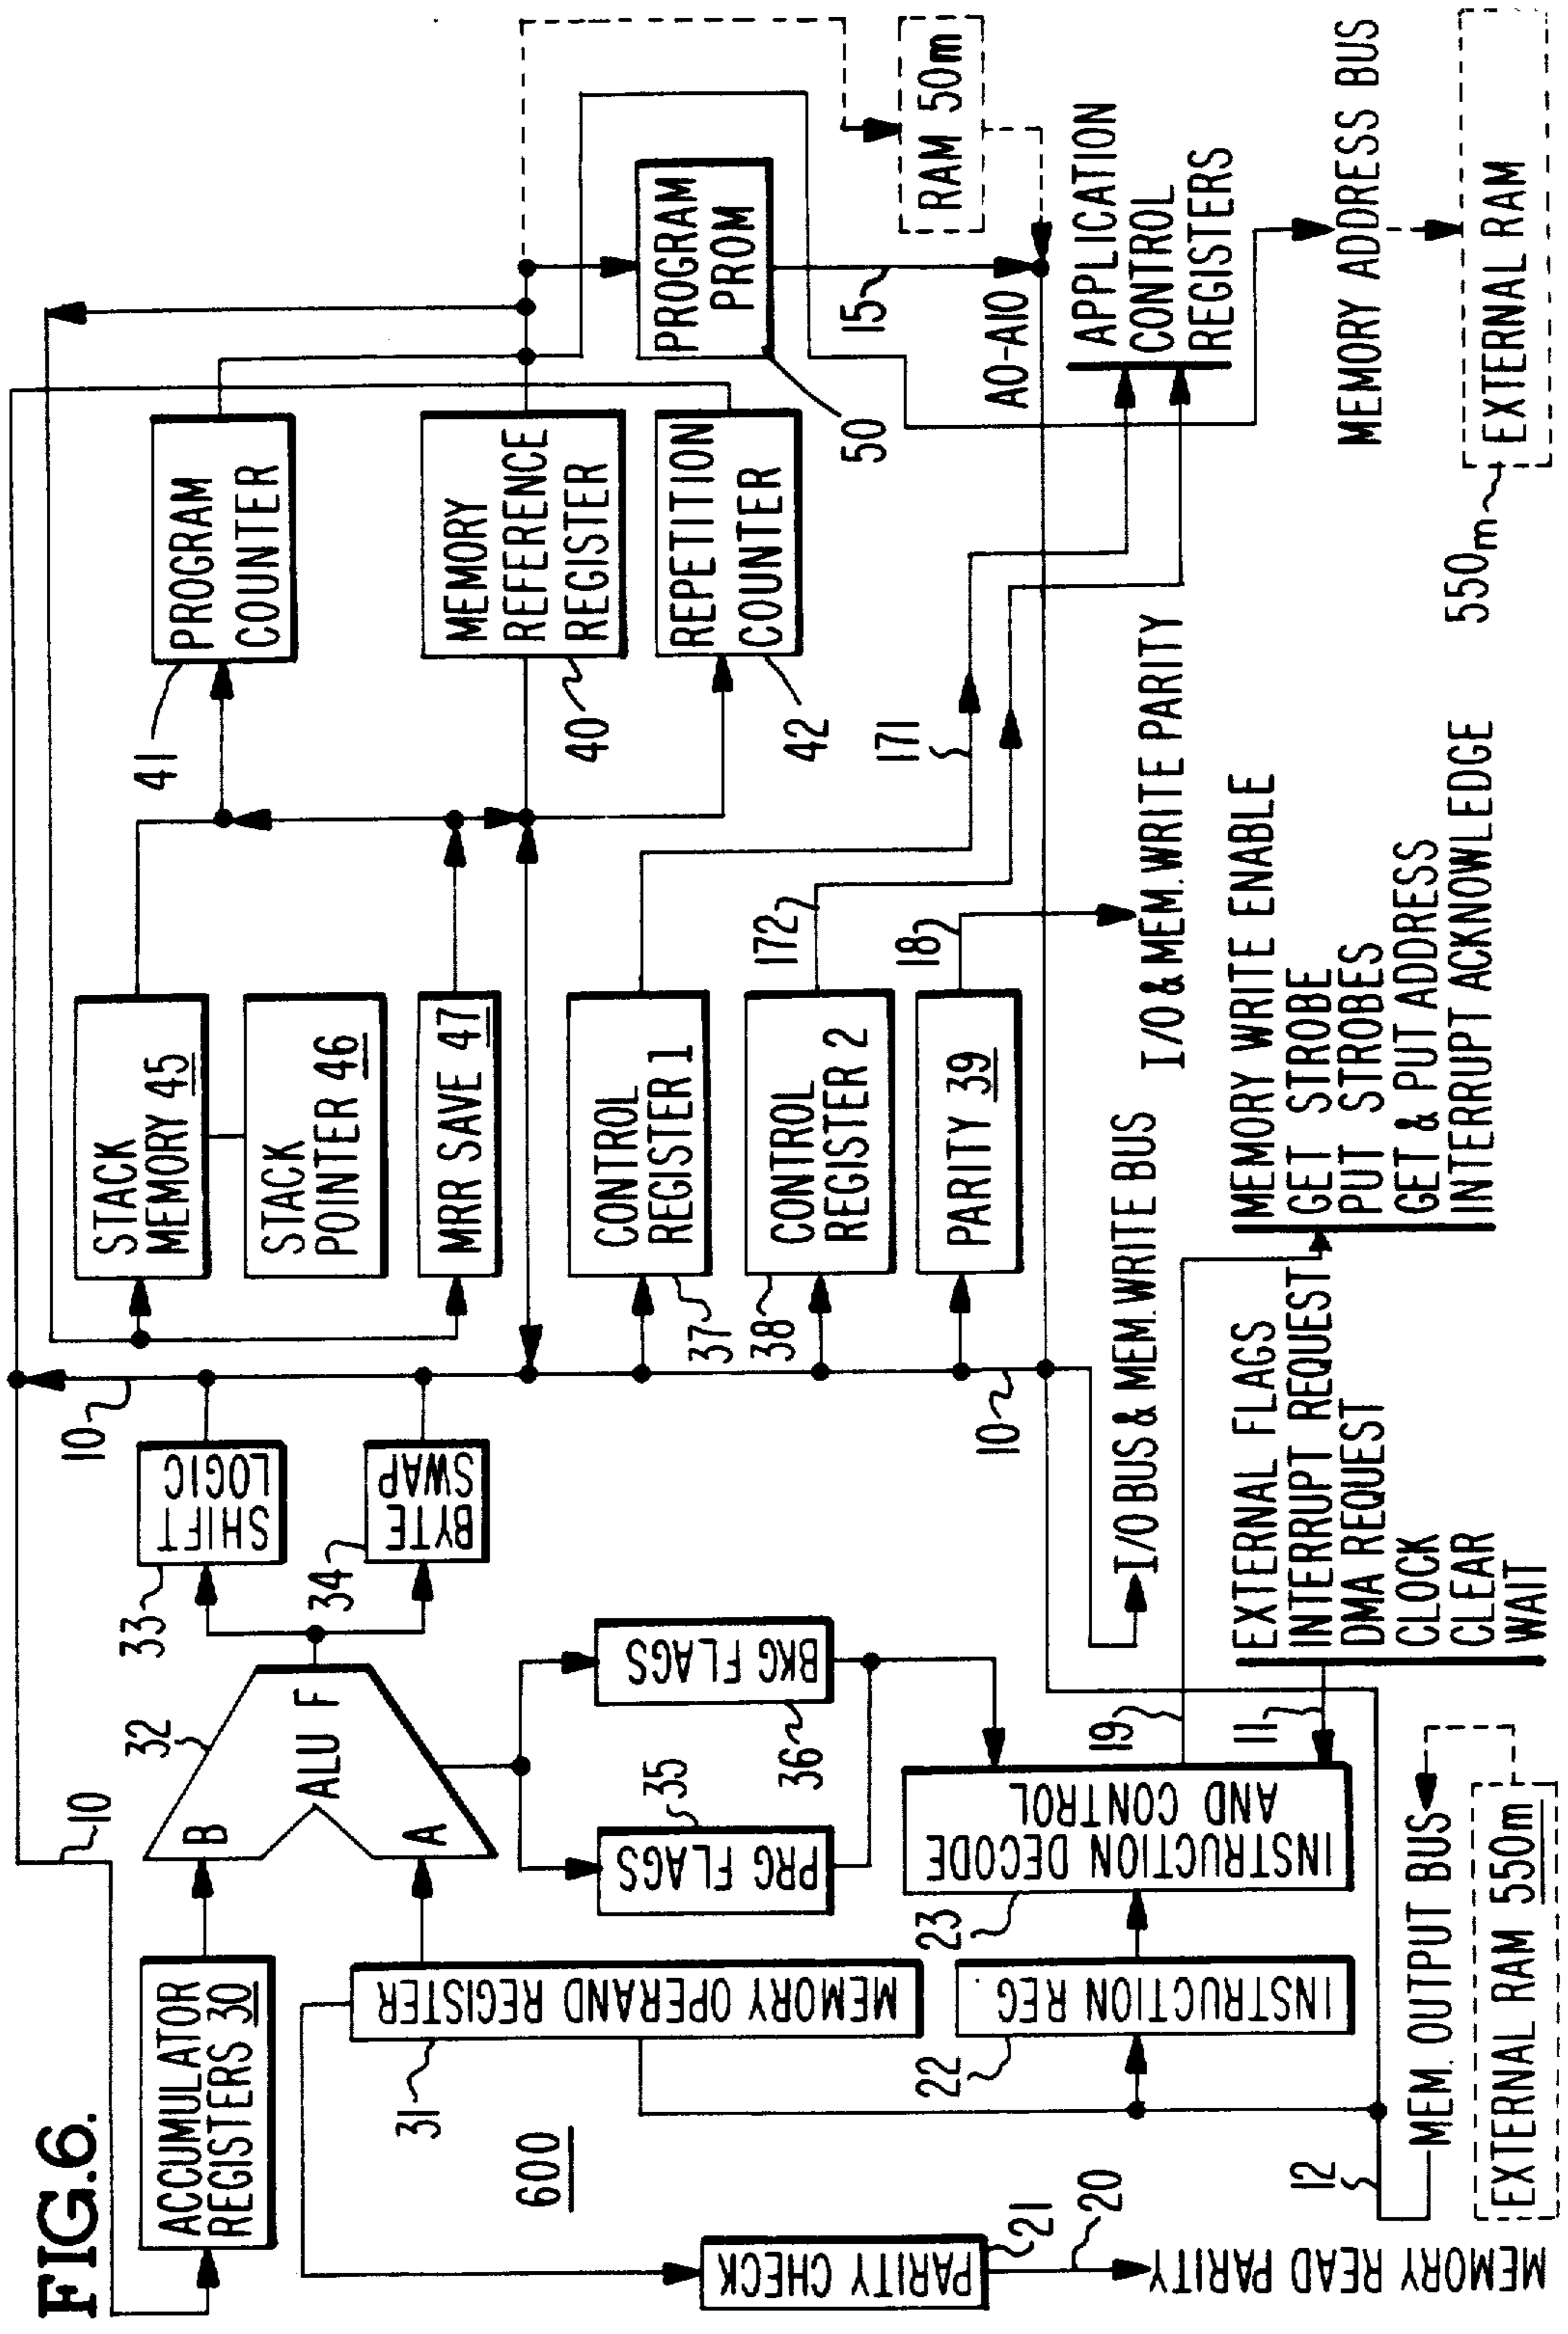 FIG.6.
600
10
ACCUMULATOR
REGISTERS 30
B
A
ALU F
32
33
SHIFT
LOGIC
34
BYTE
SWAP
10
MEMORY OPERAND REGISTER
31
PRG FLAGS
35
BKG FLAGS
36
INSTRUCTION REG.
22
INSTRUCTION DECODE
AND CONTROL
23
PARITY CHECK
21
20
MEMORY READ PARITY
12
MEM. OUTPUT BUS
EXTERNAL RAM 550m
19
11
EXTERNAL FLAGS
INTERRUPT REQUEST
DMA REQUEST
CLOCK
CLEAR
WAIT
10
I/O BUS & MEM. WRITE BUS
STACK
MEMORY 45
STACK
POINTER 46
MRR SAVE 47
CONTROL
REGISTER 1
37
CONTROL
REGISTER 2
38
PARITY 39
172
18
171
I/O & MEM. WRITE PARITY
MEMORY WRITE ENABLE
GET STROBE
PUT STROBES
GET & PUT ADDRESS
INTERRUPT ACKNOWLEDGE
41
PROGRAM
COUNTER
MEMORY
REFERENCE
REGISTER
40
REPETITION
COUNTER
42
PROGRAM
PROM
50
15
A0-A10
RAM 50m
APPLICATION
CONTROL
REGISTERS
MEMORY ADDRESS BUS
EXTERNAL RAM
550m